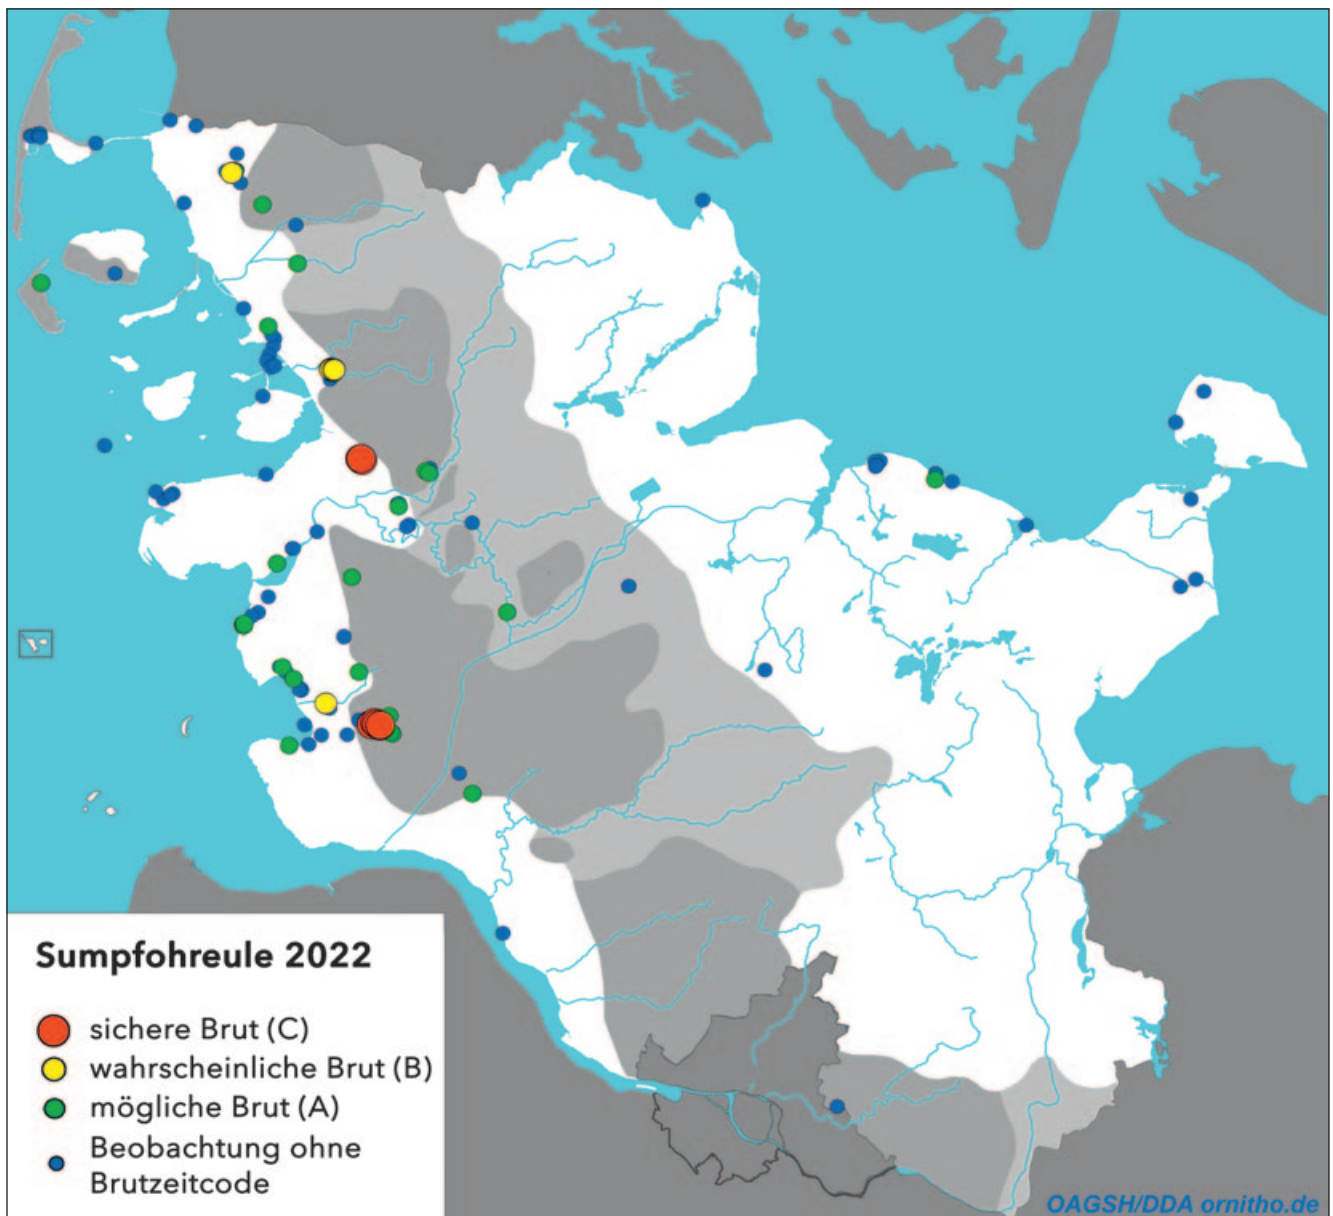 Sumpfohreule 2022
sichere Brut (C)
wahrscheinliche Brut (B)
mögliche Brut (A)
Beobachtung ohne
Brutzeitcode
OAGSH/DDA ornitho.de